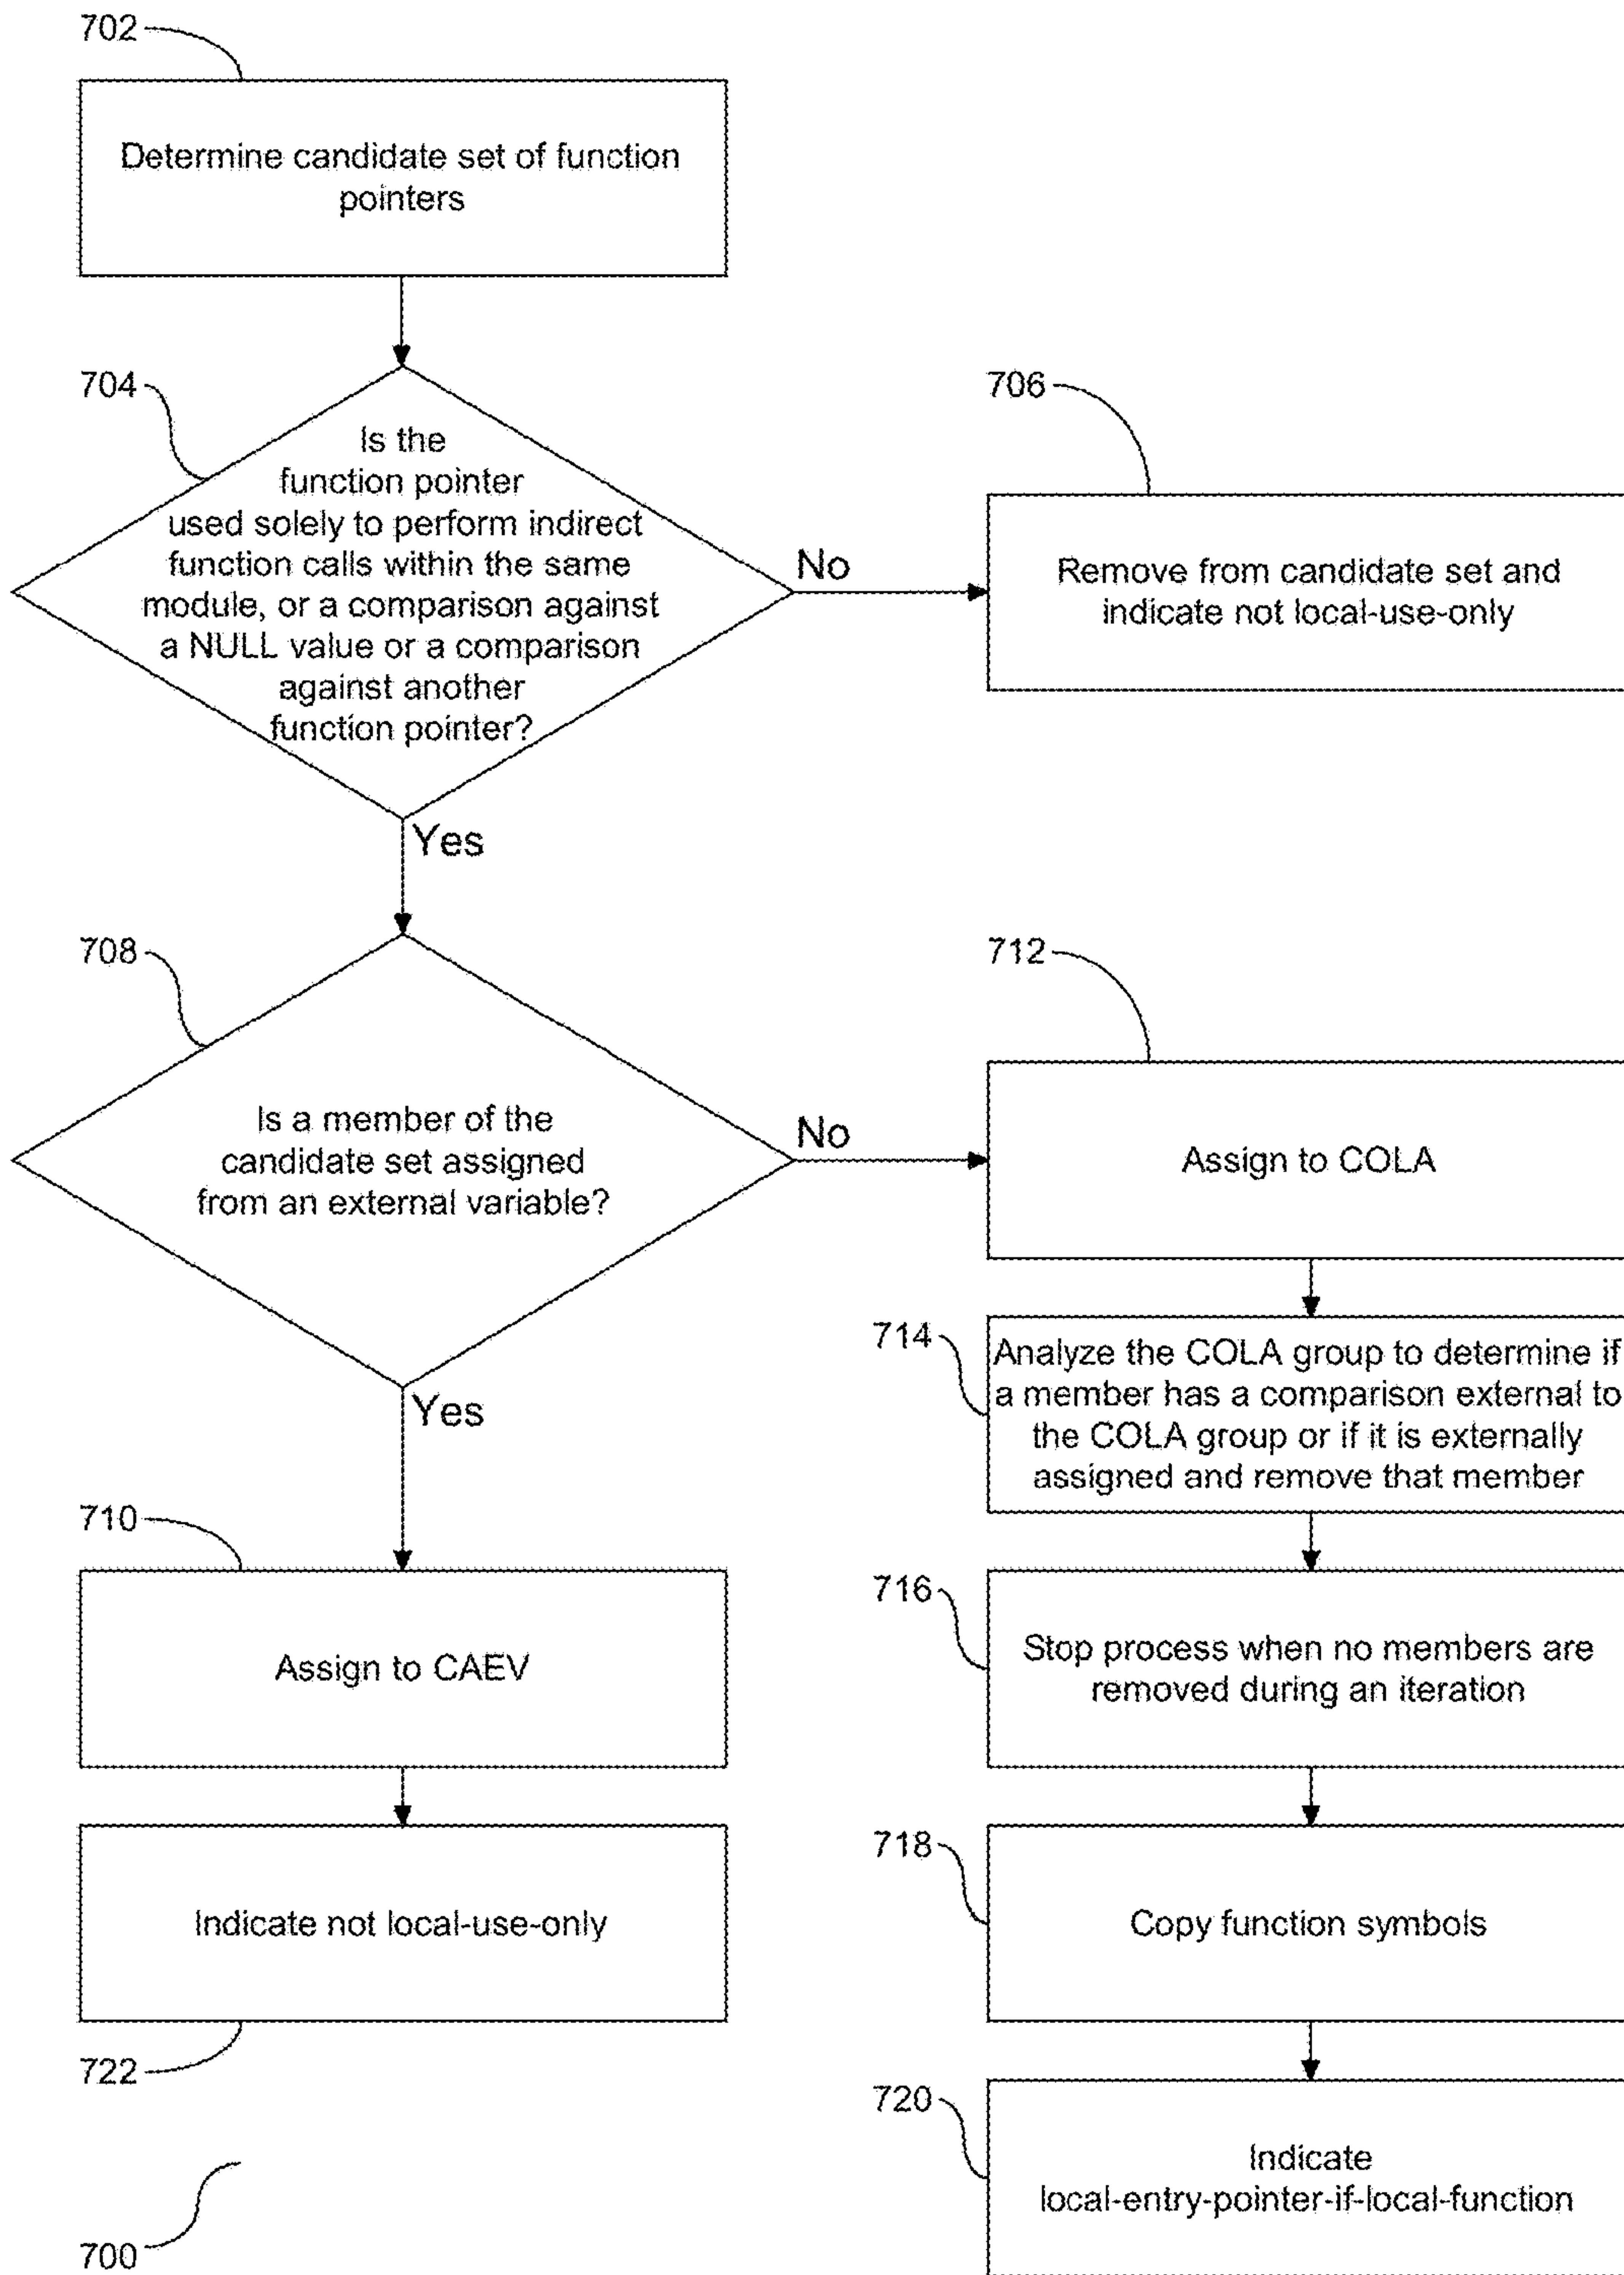 702
Determine candidate set of function
pointers
704
Is the
function pointer
used solely to perform indirect
function calls within the same
module, or a comparison against
a NULL value or a comparison
against another
function pointer?
No
706
Remove from candidate set and
indicate not local-use-only
Yes
708
Is a member of the
candidate set assigned
from an external variable?
No
712
Assign to COLA
714
Analyze the COLA group to determine if
a member has a comparison external to
the COLA group or if it is externally
assigned and remove that member
Yes
710
Assign to CAEV
716
Stop process when no members are
removed during an iteration
Indicate not local-use-only
722
718
Copy function symbols
720
Indicate
local-entry-pointer-if-local-function
700